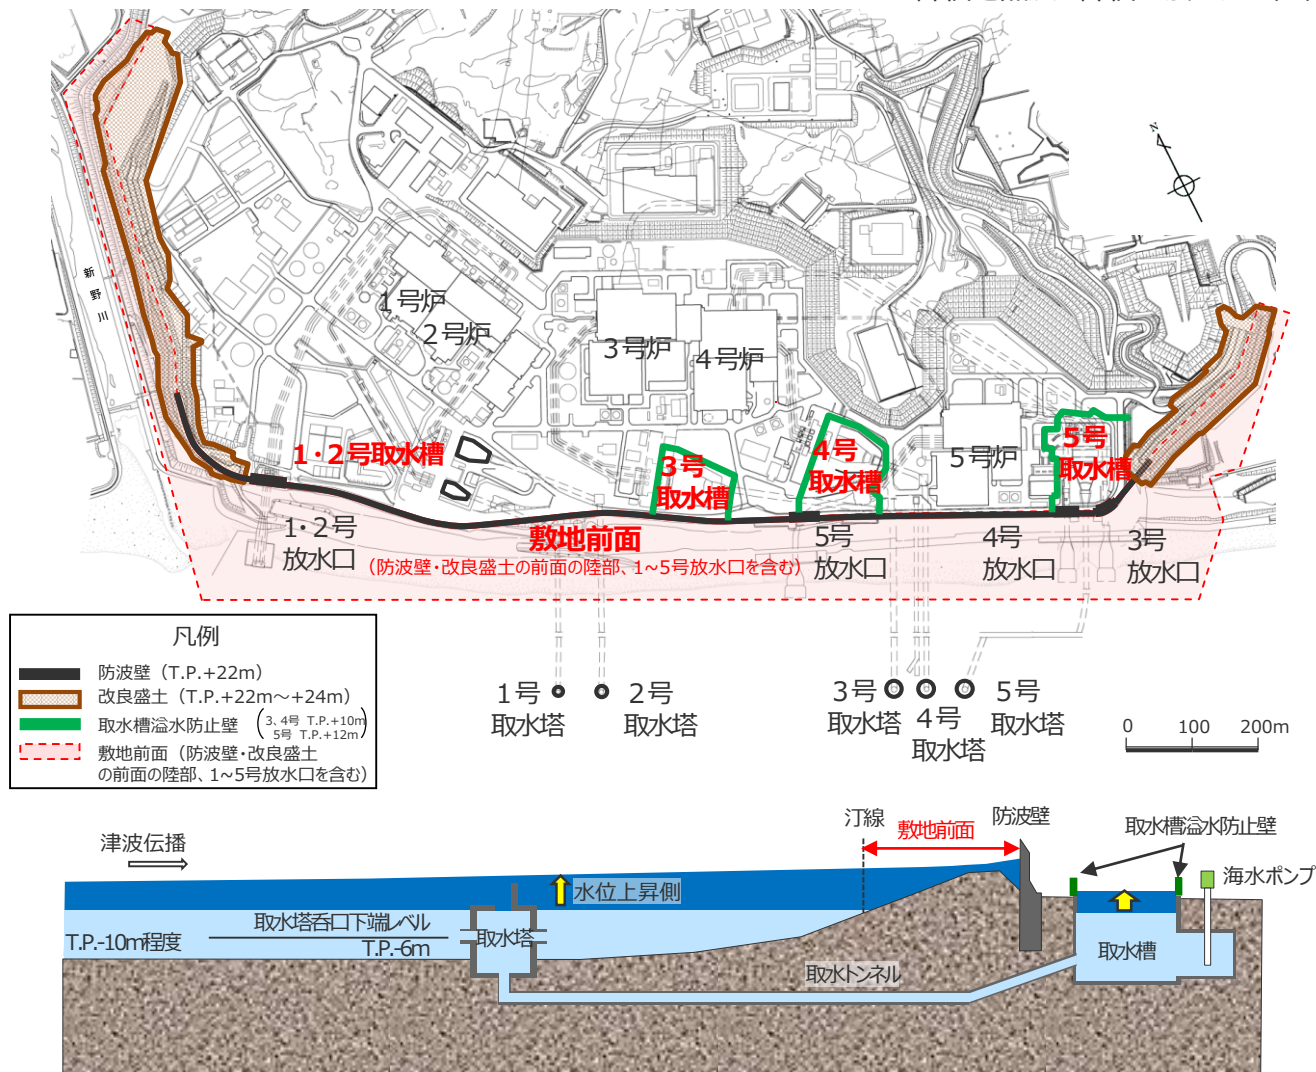 N
新野川
1号炉
2号炉
3号炉
4号炉
5号炉
1・2号取水槽
3号
取水槽
4号
取水槽
5号
取水槽
敷地前面
(防波壁・改良盛土の前面の陸部、1~5号放水口を含む)
1・2号
放水口
5号
放水口
4号
放水口
3号
放水口
1号
取水塔
2号
取水塔
3号
取水塔
4号
取水塔
5号
取水塔
0 100 200m
凡例
防波壁（T.P.+22m）
改良盛土（T.P.+22m～+24m）
取水槽溢水防止壁 (3、4号 T.P.+10m
5号 T.P.+12m)
敷地前面（防波壁・改良盛土
の前面の陸部、1~5号放水口を含む）
津波伝播
汀線
敷地前面
防波壁
取水槽溢水防止壁
海水ポンプ
水位上昇側
取水塔呑口下端レベル
T.P.-10m程度
T.P.-6m
取水塔
取水槽
取水トンネル